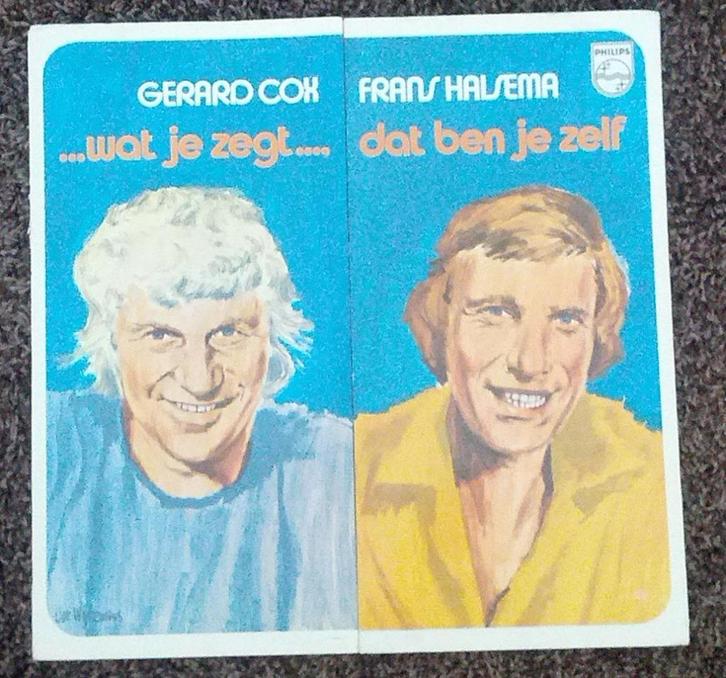 GERARD COX FRANS HALSEMA
...wat je zegt.... dat ben je zelf
PHILIPS